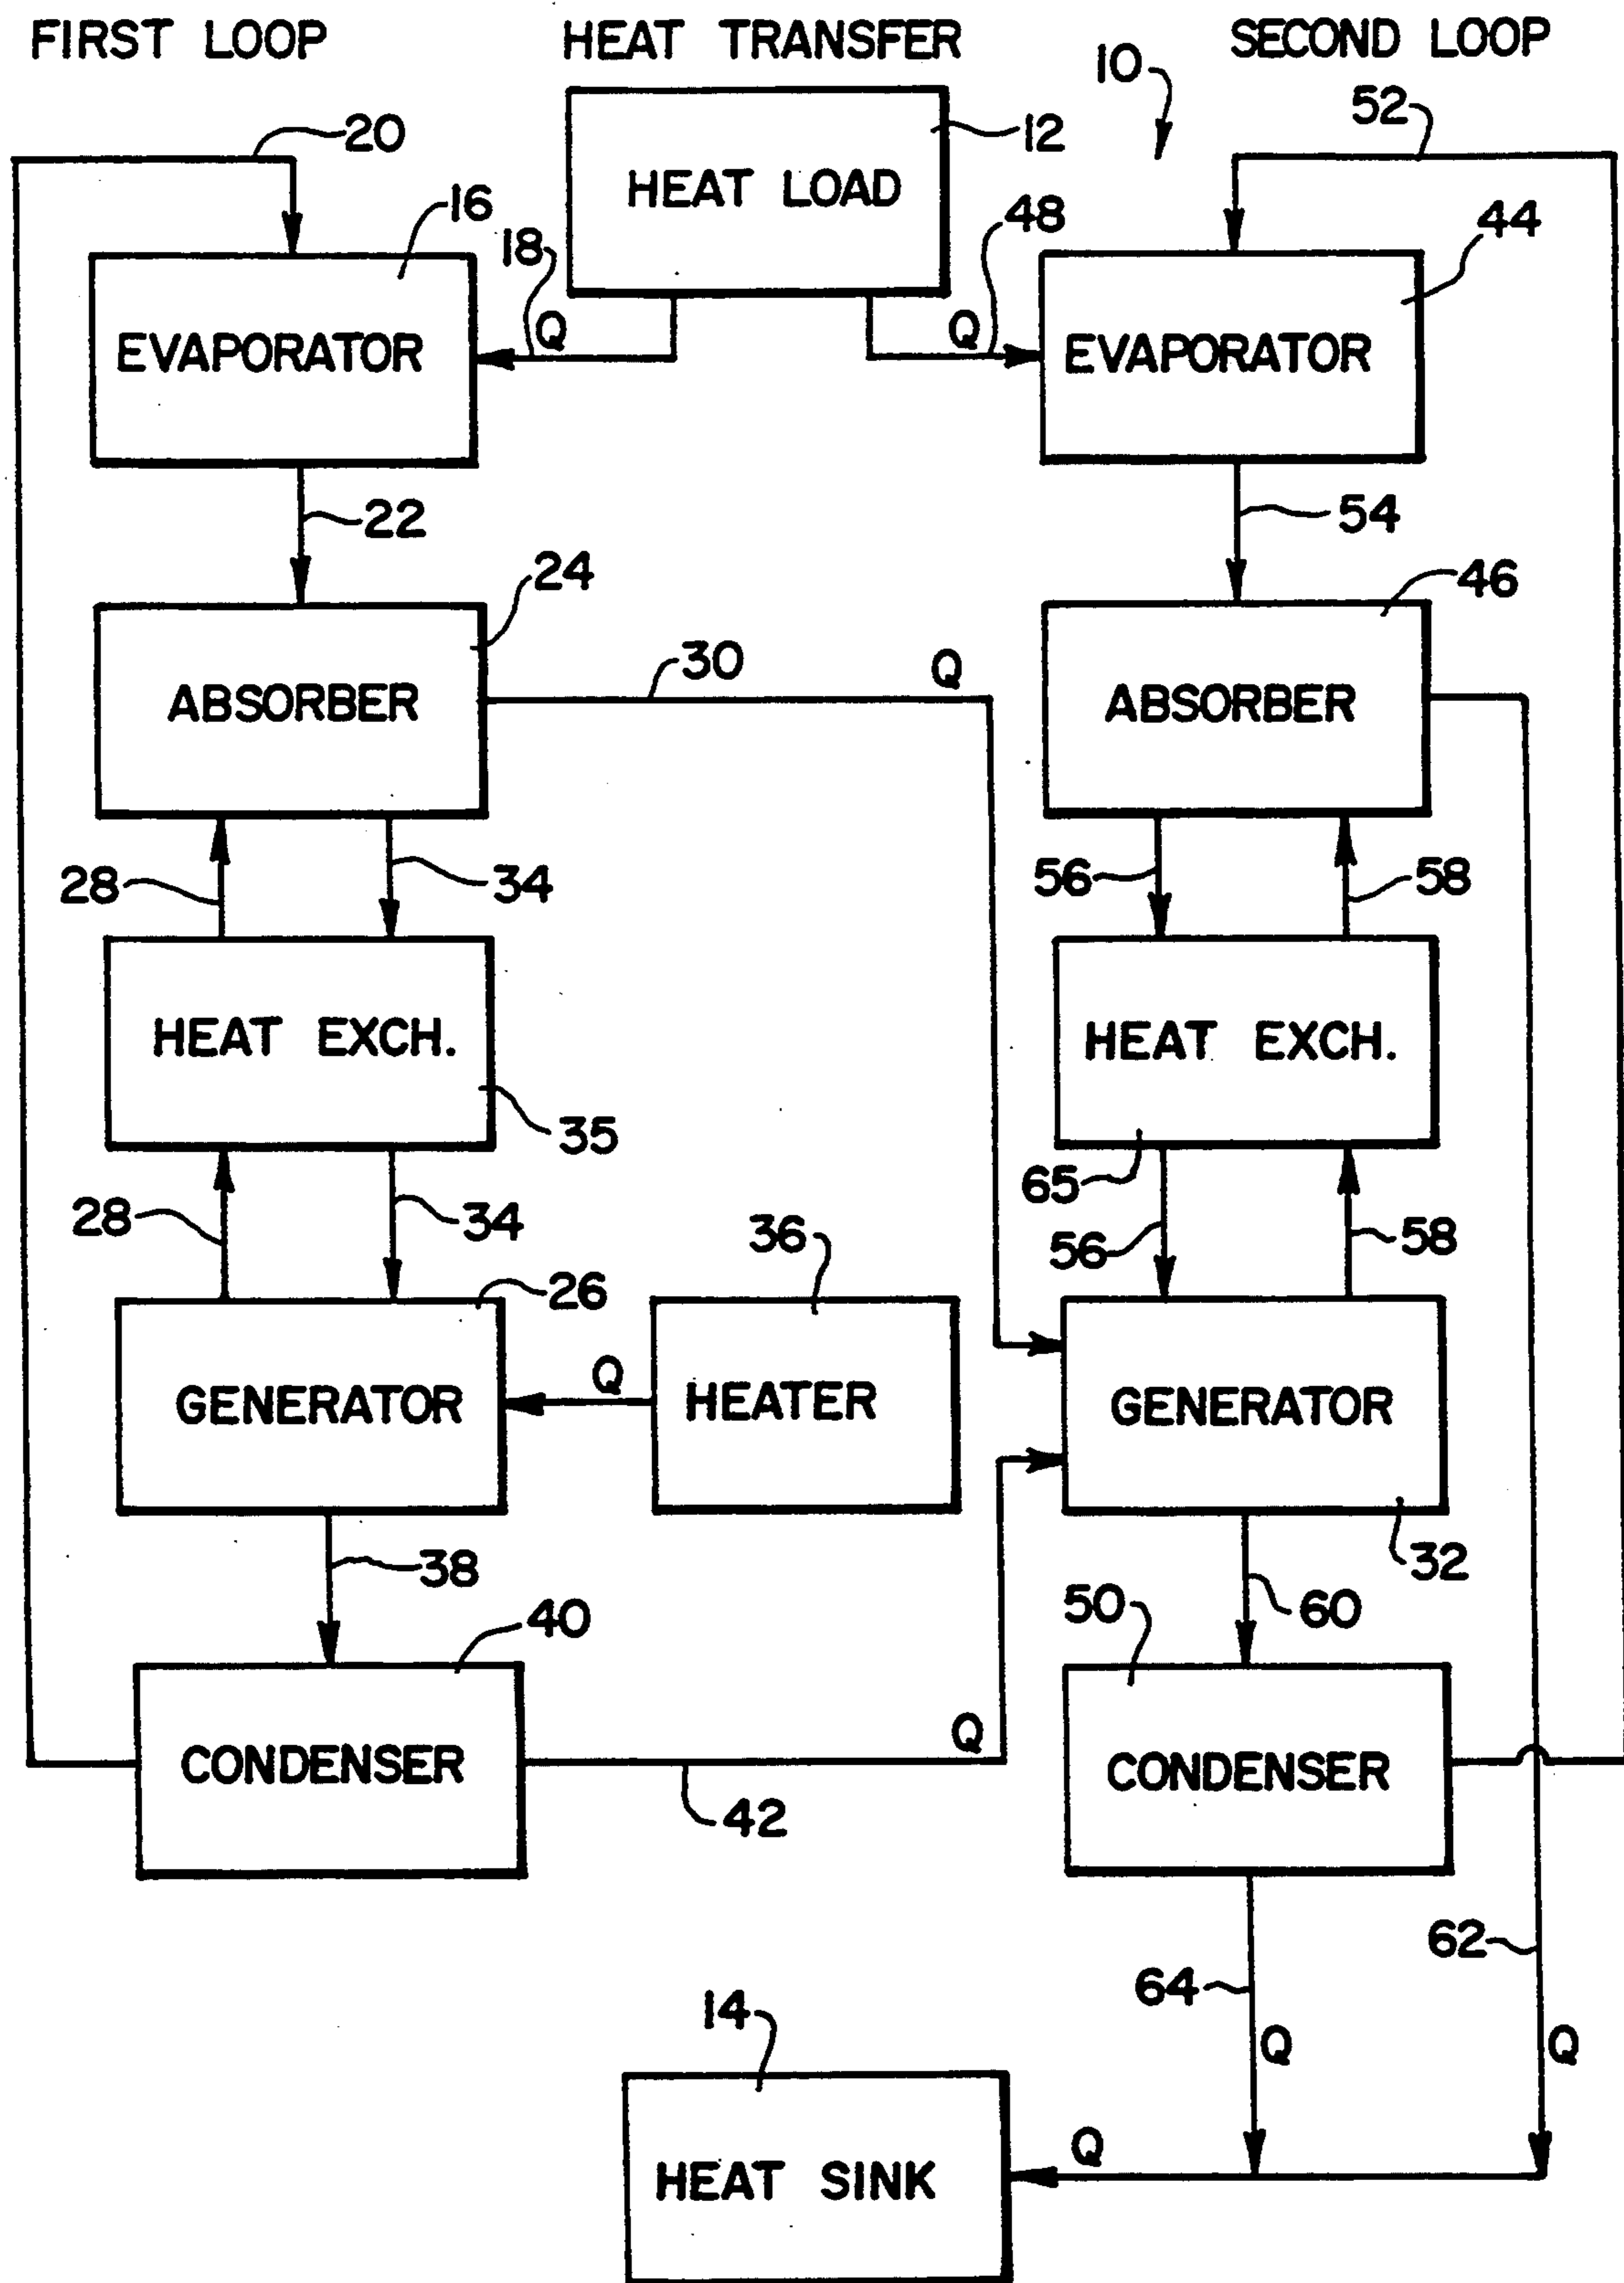 FIRST LOOP
HEAT TRANSFER
SECOND LOOP
10
52
20
12
HEAT LOAD
16
18
48
44
Q
Q
EVAPORATOR
EVAPORATOR
22
54
24
46
30
Q
ABSORBER
ABSORBER
28
34
56
58
HEAT EXCH.
HEAT EXCH.
35
65
28
34
36
56
58
26
Q
GENERATOR
HEATER
GENERATOR
38
32
40
50
60
Q
CONDENSER
CONDENSER
42
62
64
14
Q
Q
Q
HEAT SINK